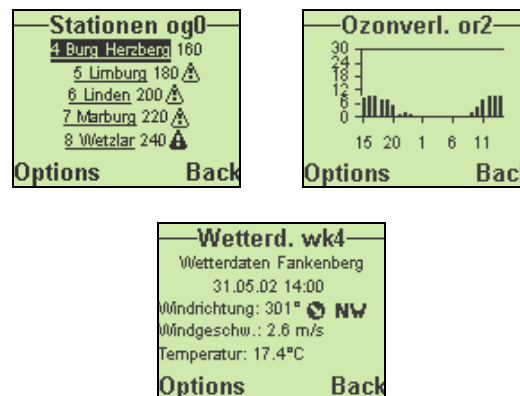 Stationen og0
4 Burg Herzberg 160
5 Limburg 180
6 Linden 200
7 Marburg 220
8 Wetzlar 240
Options Back
Ozonverl. or2
30
24
18
12
6
0
15 20 1 6 11
Options Bac
Wetterd. wk4
Wetterdaten Fankenberg
31.05.02 14:00
Windrichtung: 301° NW
Windgeschw.: 2.6 m/s
Temperatur: 17.4°C
Options Back